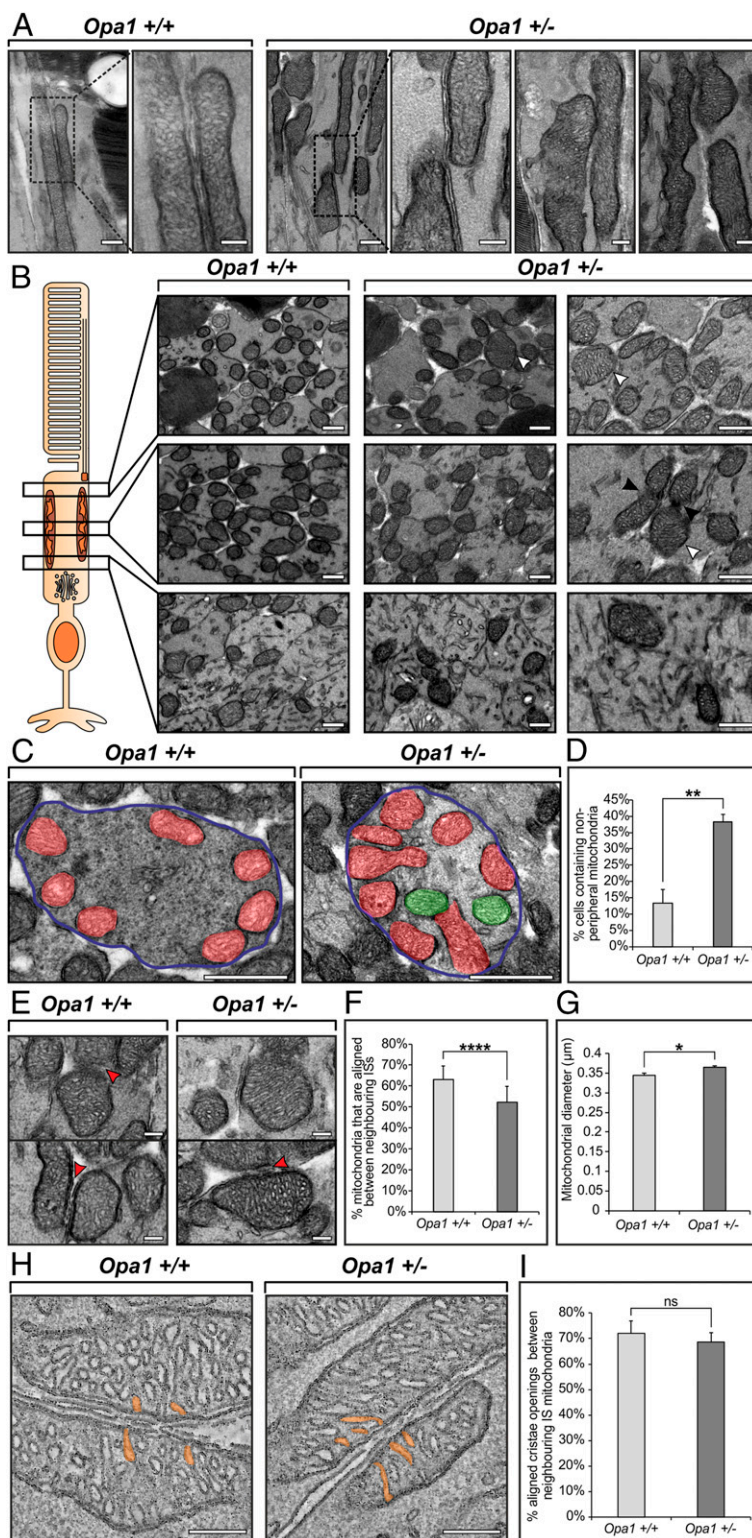 A
Opa1 +/+
Opa1 +/-
B
Opa1 +/+
Opa1 +/-
C
Opa1 +/+
Opa1 +/-
D
% cells containing non-
peripheral mitochondria
45%
40%
35%
30%
25%
20%
15%
10%
5%
0%
**
Opa1 +/+
Opa1 +/-
E
Opa1 +/+
Opa1 +/-
F
% mitochondria that are aligned
between neighbouring ISs
80%
70%
60%
50%
40%
30%
20%
10%
0%
****
Opa1 +/+
Opa1 +/-
G
Mitochondrial diameter (µm)
0.4
0.35
0.3
0.25
0.2
0.15
0.1
0.05
0
*
Opa1 +/+
Opa1 +/-
H
Opa1 +/+
Opa1 +/-
I
% aligned cristae openings between
neighbouring IS mitochondria
80%
70%
60%
50%
40%
30%
20%
10%
0%
ns
Opa1 +/+
Opa1 +/-